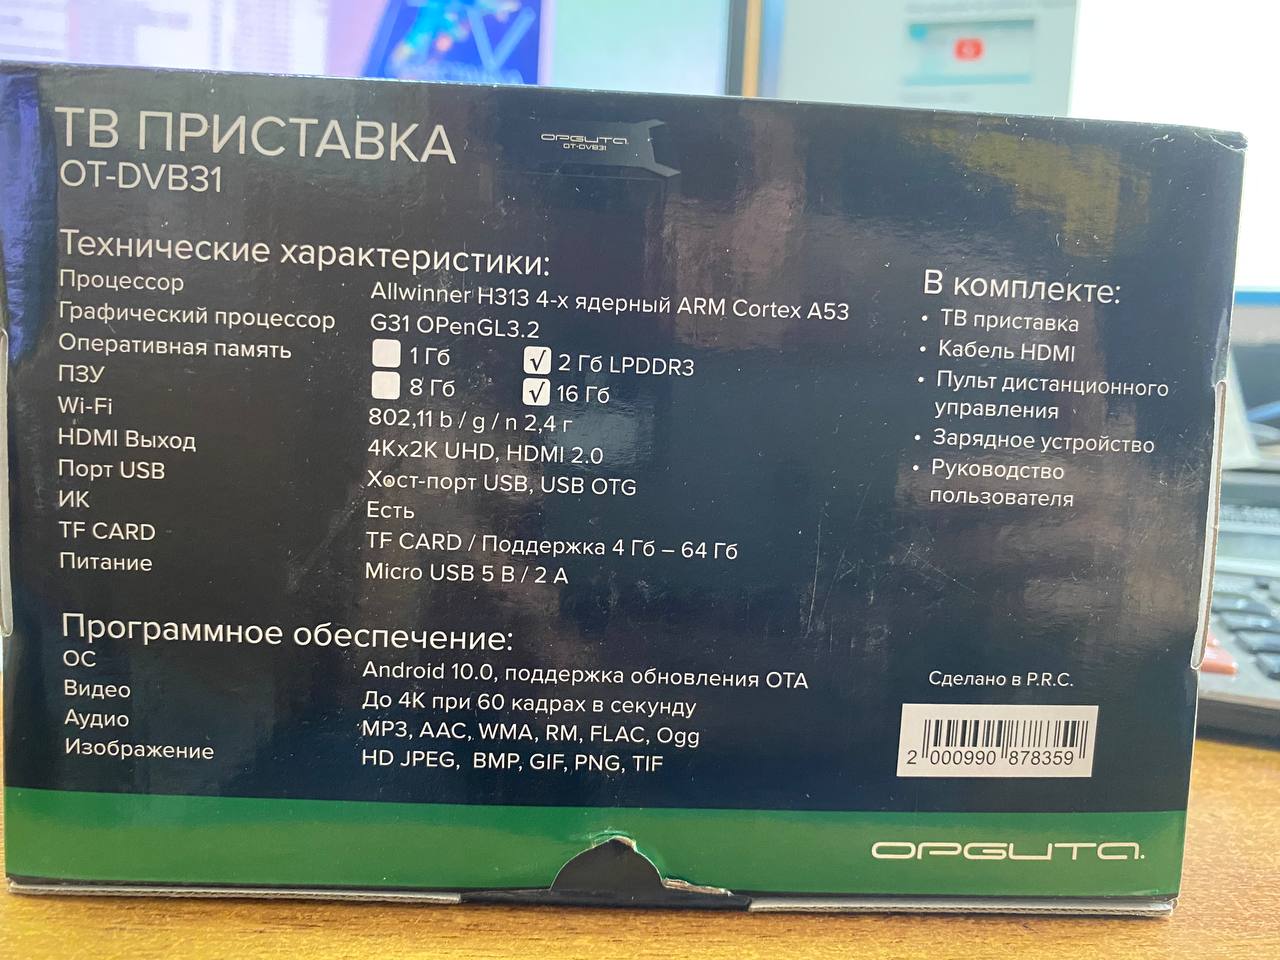 ТВ ПРИСТАВКА
OT-DVB31
OPGUTA.
OT-DVB31
Технические характеристики:
Процессор Allwinner H313 4-х ядерный ARM Cortex A53
Графический процессор G31 OPenGL3.2
Оперативная память 1 Гб √ 2 Гб LPDDR3
ПЗУ 8 Гб √ 16 Гб
Wi-Fi 802,11 b / g / n 2,4 г
HDMI Выход 4Kx2K UHD, HDMI 2.0
Порт USB Хост-порт USB, USB OTG
ИК Есть
TF CARD TF CARD / Поддержка 4 Гб – 64 Гб
Питание Micro USB 5 В / 2 А
Программное обеспечение:
ОС Android 10.0, поддержка обновления OTA
Видео До 4K при 60 кадрах в секунду
Аудио MP3, AAC, WMA, RM, FLAC, Ogg
Изображение HD JPEG, BMP, GIF, PNG, TIF
В комплекте:
• ТВ приставка
• Кабель HDMI
• Пульт дистанционного
управления
• Зарядное устройство
• Руководство
пользователя
Сделано в P.R.C.
2 000990 878359
OPGUTA.